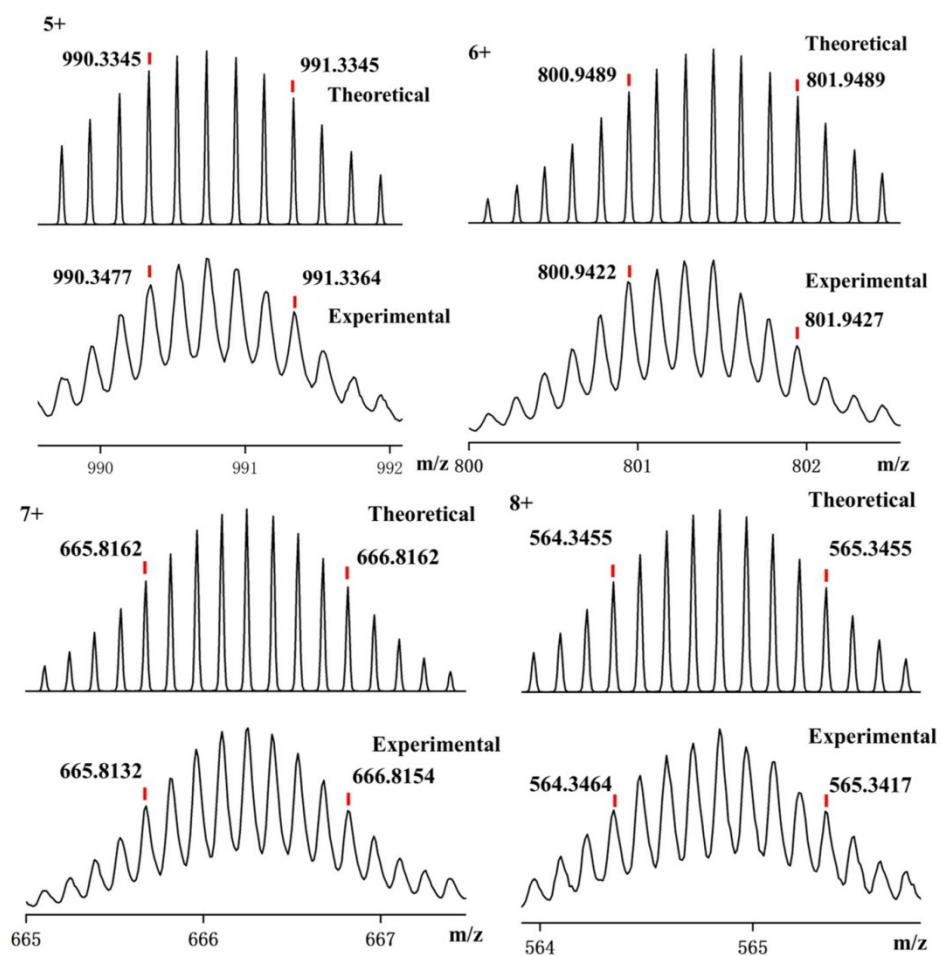 5+
990.3345
991.3345
Theoretical
990.3477
991.3364
Experimental
990
991
992
m/z
6+
Theoretical
800.9489
801.9489
Experimental
800.9422
801.9427
800
801
802
m/z
7+
Theoretical
665.8162
666.8162
Experimental
665.8132
666.8154
665
666
667
m/z
8+
Theoretical
564.3455
565.3455
Experimental
564.3464
565.3417
564
565
m/z